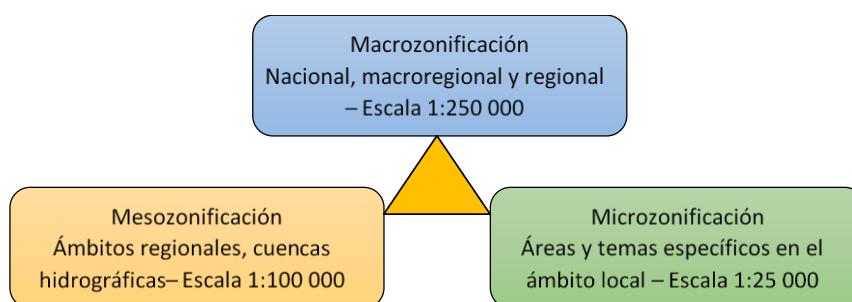 Macrozonificación
Nacional, macroregional y regional
– Escala 1:250 000
Mesozonificación
Ámbitos regionales, cuencas
hidrográficas– Escala 1:100 000
Microzonificación
Áreas y temas específicos en el
ámbito local – Escala 1:25 000